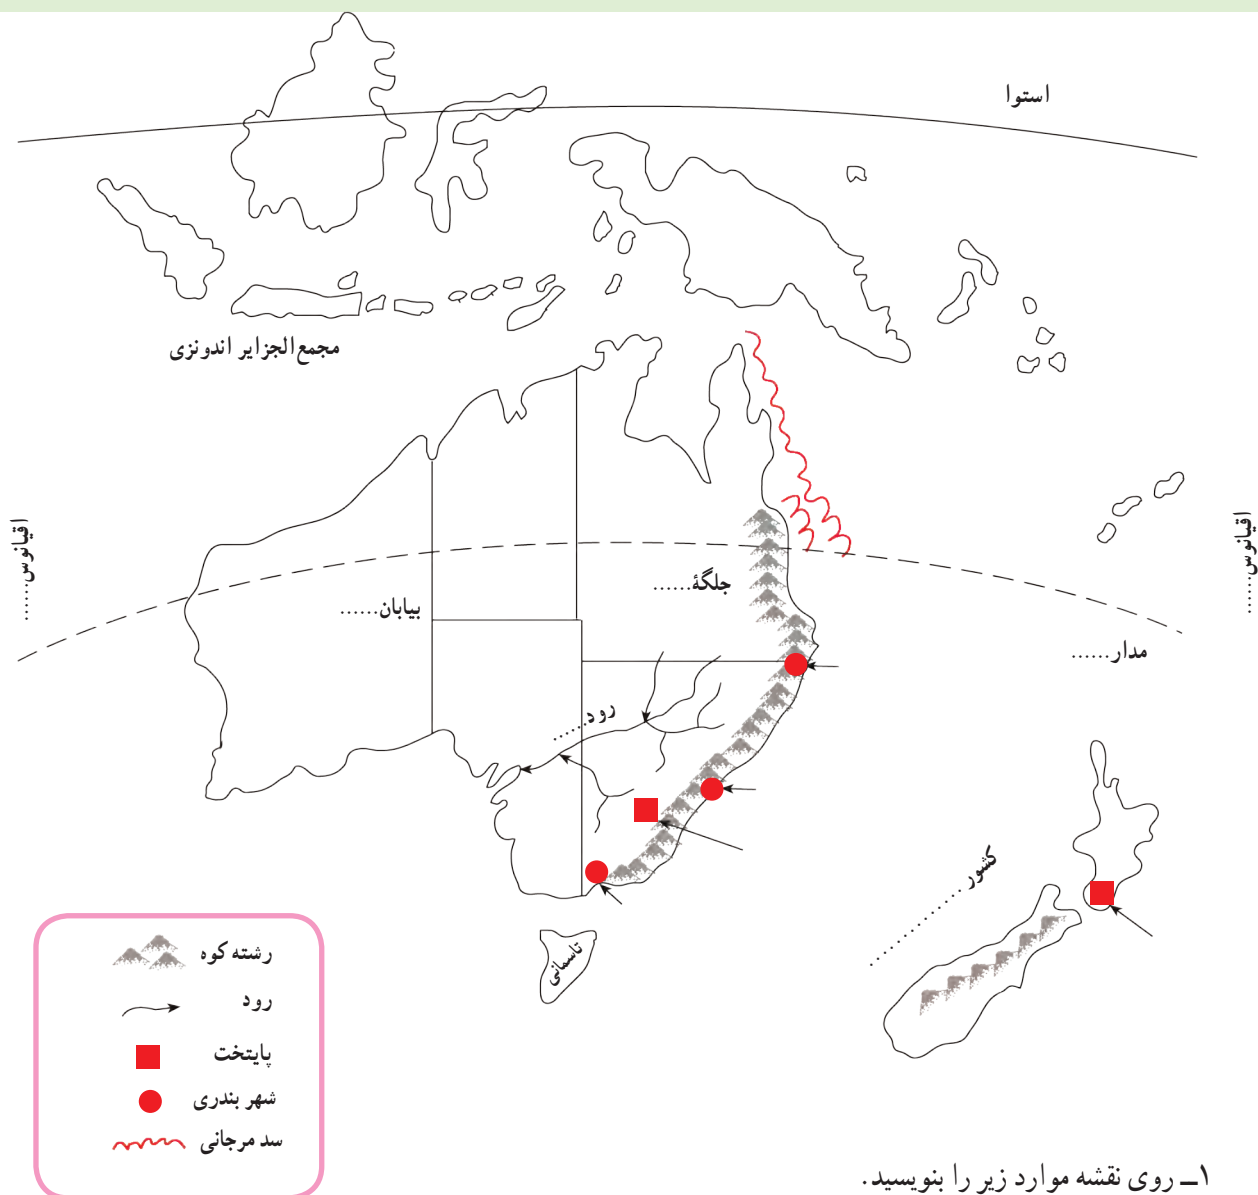 استوا
مجمع‌الجزایر اندونزی
اقیانوس......
اقیانوس.......
جلگهٔ......
بیابان......
مدار......
رود......
کشور ............
تاسمانی
رشته کوه
رود
پایتخت
شهر بندری
سد مرجانی
۱ــ روی نقشه موارد زیر را بنویسید.